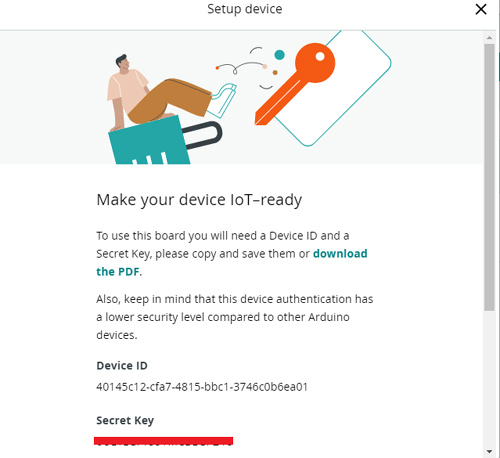 Setup device
Make your device IoT–ready
To use this board you will need a Device ID and a
Secret Key, please copy and save them or download
the PDF.
Also, keep in mind that this device authentication has
a lower security level compared to other Arduino
devices.
Device ID
40145c12-cfa7-4815-bbc1-3746c0b6ea01
Secret Key